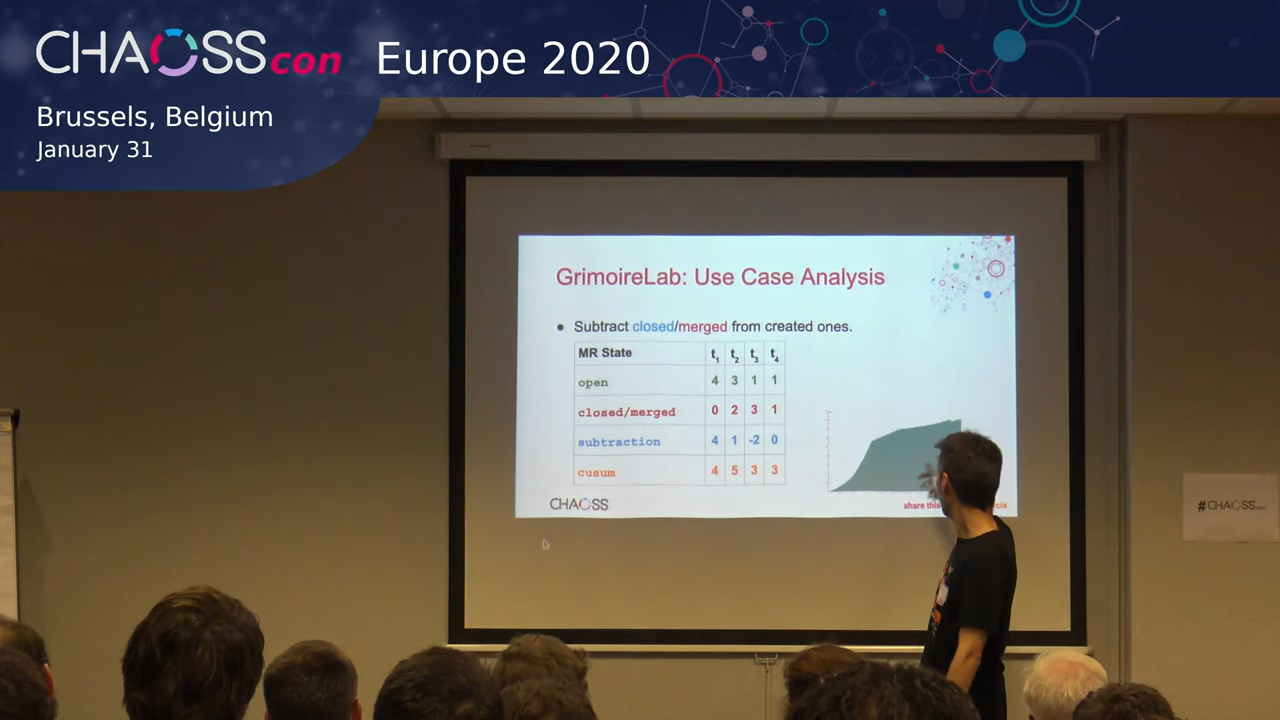 CHAOSScon Europe 2020
Brussels, Belgium
January 31
GrimoireLab: Use Case Analysis
● Subtract closed/merged from created ones.
MR State t1 t2 t3 t4
open 4 3 1 1
closed/merged 0 2 3 1
subtraction 4 1 -2 0
cusum 4 5 3 3
CHAOSS
share this
#CHAOSScon